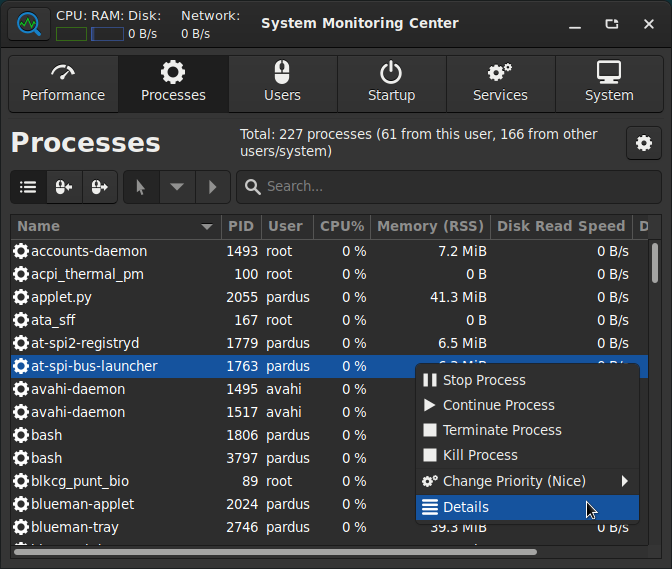 CPU: RAM: Disk: Network:
0 B/s 0 B/s
System Monitoring Center
Performance Processes Users Startup Services System
Processes
Total: 227 processes (61 from this user, 166 from other
users/system)
Search...
Name PID User CPU% Memory (RSS) Disk Read Speed D
accounts-daemon 1493 root 0 % 7.2 MiB 0 B/s
acpi_thermal_pm 100 root 0 % 0 B 0 B/s
applet.py 2055 pardus 0 % 41.3 MiB 0 B/s
ata_sff 167 root 0 % 0 B 0 B/s
at-spi2-registryd 1779 pardus 0 % 6.5 MiB 0 B/s
at-spi-bus-launcher 1763 pardus 0 %
avahi-daemon 1495 avahi 0 %
avahi-daemon 1517 avahi 0 %
bash 1806 pardus 0 %
bash 3797 pardus 0 %
blkcg_punt_bio 89 root 0 %
blueman-applet 2024 pardus 0 %
blueman-tray 2746 pardus 0 % 39.3 MiB 0 B/s
Stop Process
Continue Process
Terminate Process
Kill Process
Change Priority (Nice)
Details